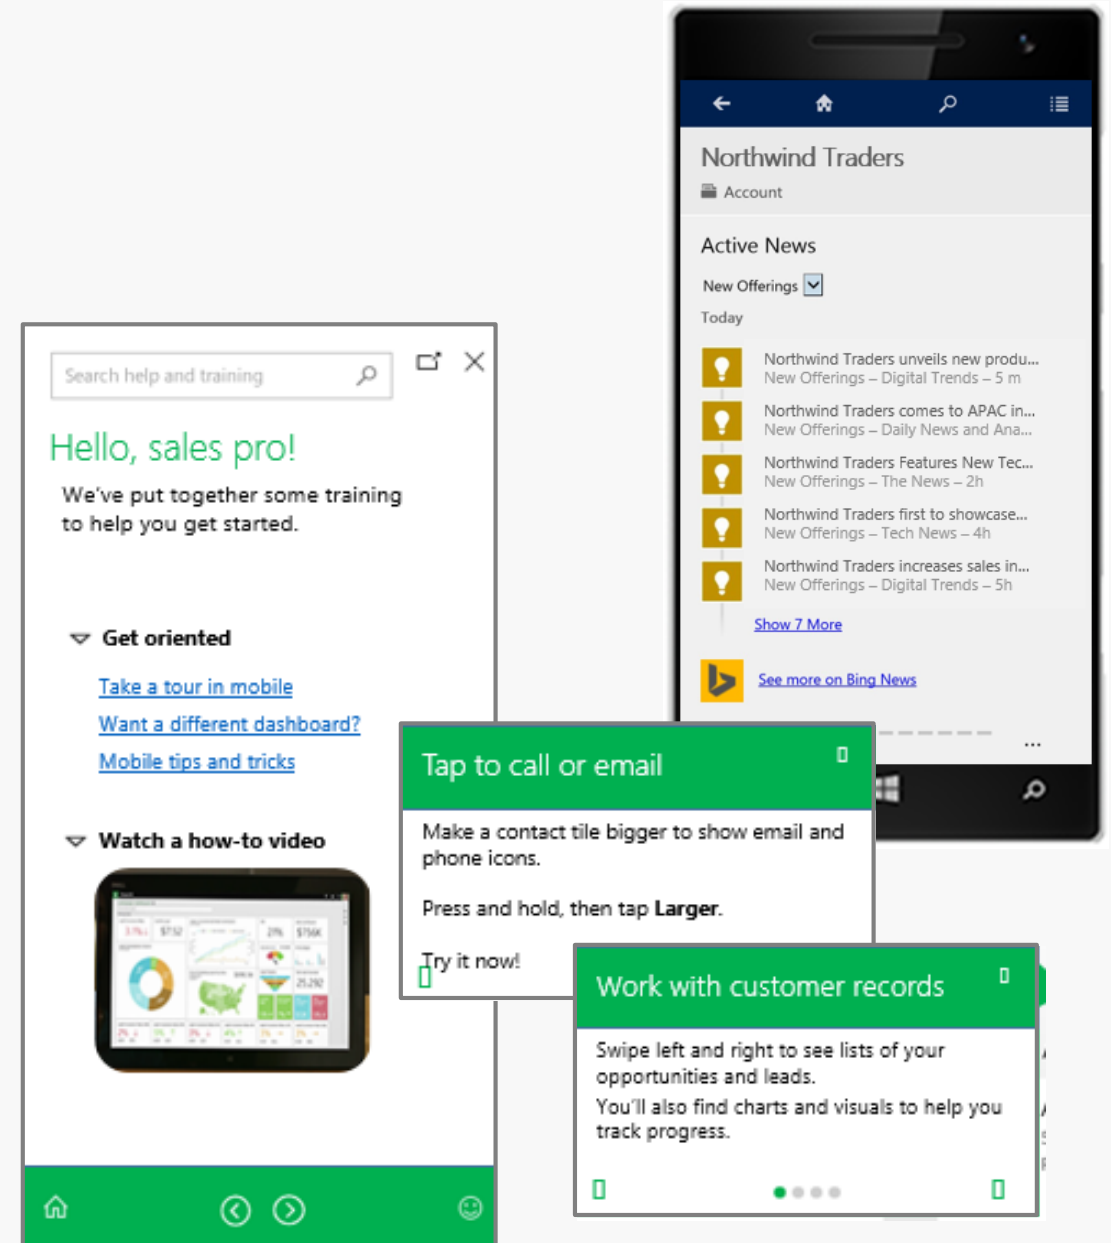 Northwind Traders
Account
Active News
New Offerings
Today
Northwind Traders unveils new produ...
New Offerings – Digital Trends – 5 m
Northwind Traders comes to APAC in...
New Offerings – Daily News and Ana...
Northwind Traders Features New Tec...
New Offerings – The News – 2h
Northwind Traders first to showcase...
New Offerings – Tech News – 4h
Northwind Traders increases sales in...
New Offerings – Digital Trends – 5h
Show 7 More
See more on Bing News
...
Search help and training
Hello, sales pro!
We've put together some training
to help you get started.
Get oriented
Take a tour in mobile
Want a different dashboard?
Mobile tips and tricks
Watch a how-to video
$7.52
27%
$756K
25,292
Tap to call or email
Make a contact tile bigger to show email and
phone icons.
Press and hold, then tap Larger.
Try it now!
Work with customer records
Swipe left and right to see lists of your
opportunities and leads.
You'll also find charts and visuals to help you
track progress.